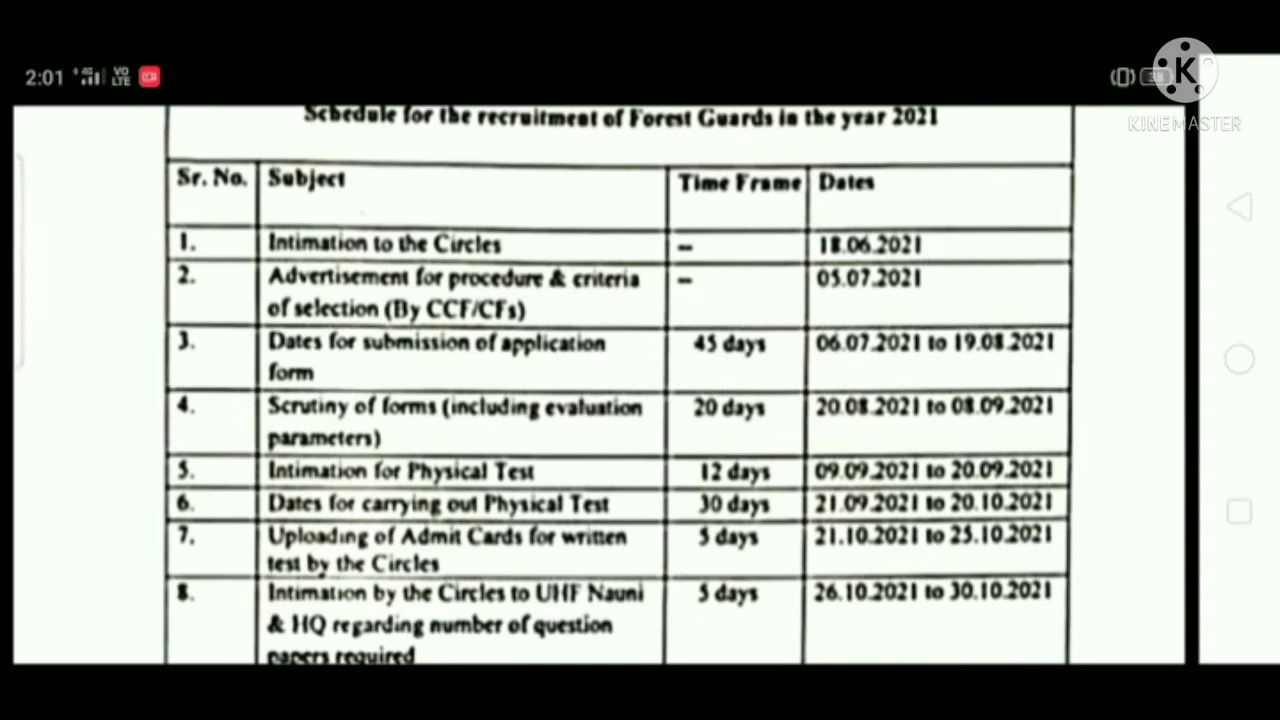 2:01 4G VO LTE 38
K
KINEMASTER
Schedule for the recruitment of Forest Guards in the year 2021
Sr. No. Subject Time Frame Dates
1. Intimation to the Circles – 18.06.2021
2. Advertisement for procedure & criteria – 05.07.2021
of selection (By CCF/CFs)
3. Dates for submission of application 45 days 06.07.2021 to 19.08.2021
form
4. Scrutiny of forms (including evaluation 20 days 20.08.2021 to 08.09.2021
parameters)
5. Intimation for Physical Test 12 days 09.09.2021 to 20.09.2021
6. Dates for carrying out Physical Test 30 days 21.09.2021 to 20.10.2021
7. Uploading of Admit Cards for written 5 days 21.10.2021 to 25.10.2021
test by the Circles
8. Intimation by the Circles to UHF Nauni 5 days 26.10.2021 to 30.10.2021
& HQ regarding number of question
papers required